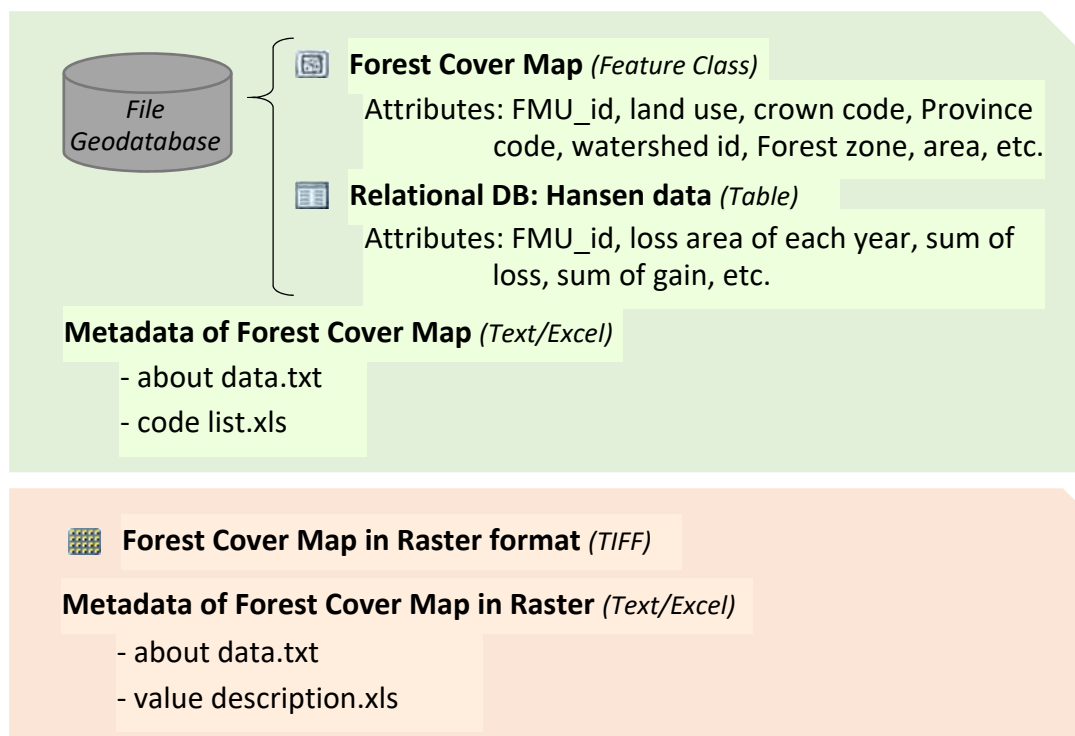 File
Geodatabase
Forest Cover Map (Feature Class)
Attributes: FMU_id, land use, crown code, Province
code, watershed id, Forest zone, area, etc.
Relational DB: Hansen data (Table)
Attributes: FMU_id, loss area of each year, sum of
loss, sum of gain, etc.
Metadata of Forest Cover Map (Text/Excel)
- about data.txt
- code list.xls
Forest Cover Map in Raster format (TIFF)
Metadata of Forest Cover Map in Raster (Text/Excel)
- about data.txt
- value description.xls